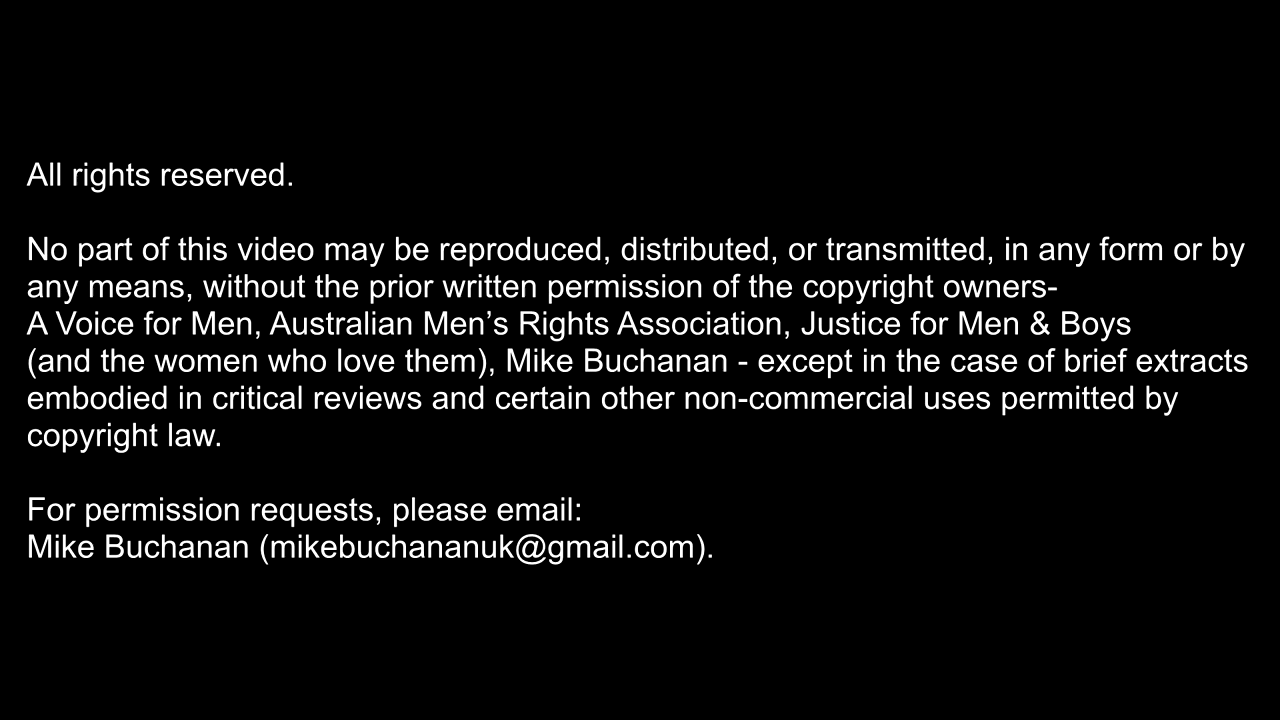 All rights reserved.
No part of this video may be reproduced, distributed, or transmitted, in any form or by
any means, without the prior written permission of the copyright owners-
A Voice for Men, Australian Men’s Rights Association, Justice for Men & Boys
(and the women who love them), Mike Buchanan - except in the case of brief extracts
embodied in critical reviews and certain other non-commercial uses permitted by
copyright law.
For permission requests, please email:
Mike Buchanan (mikebuchananuk@gmail.com).